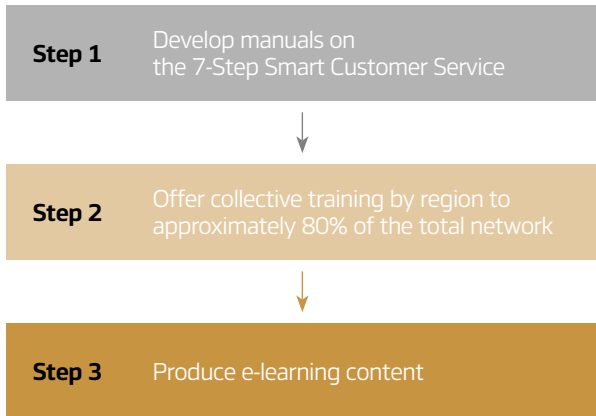 Step 1
Develop manuals on
the 7-Step Smart Customer Service
Step 2
Offer collective training by region to
approximately 80% of the total network
Step 3
Produce e-learning content